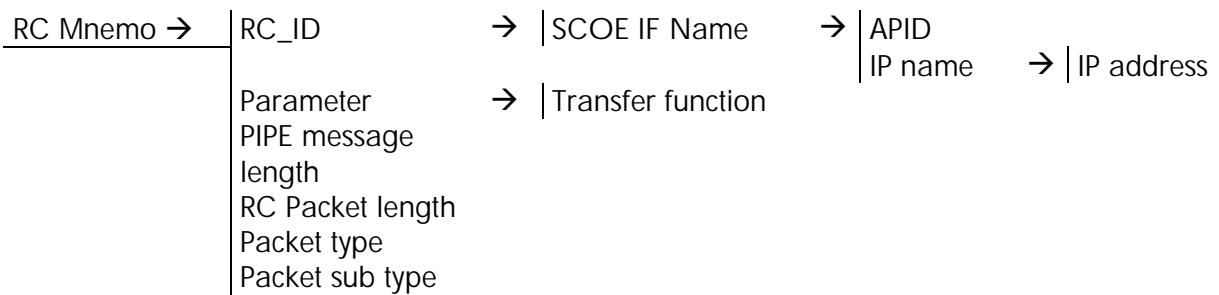 RC Mnemo → RC_ID → SCOE IF Name → APID
IP name → IP address
Parameter → Transfer function
PIPE message
length
RC Packet length
Packet type
Packet sub type